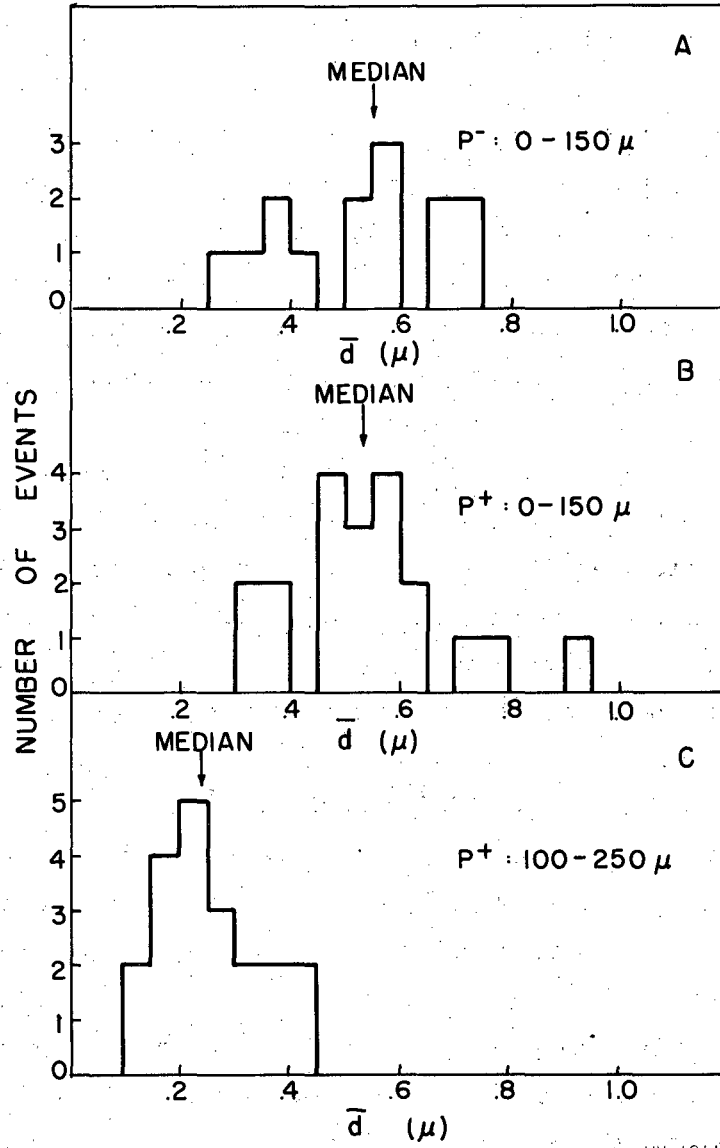 A
MEDIAN
P⁻ : 0 – 150 μ
3
2
1
0
.2 .4 .6 .8 1.0
d̅ (μ)
B
MEDIAN
P⁺ : 0 – 150 μ
4
3
2
1
0
.2 .4 .6 .8 1.0
d̅ (μ)
NUMBER OF EVENTS
C
MEDIAN
P⁺ : 100 – 250 μ
5
4
3
2
1
0
.2 .4 .6 .8 1.0
d̅ (μ)